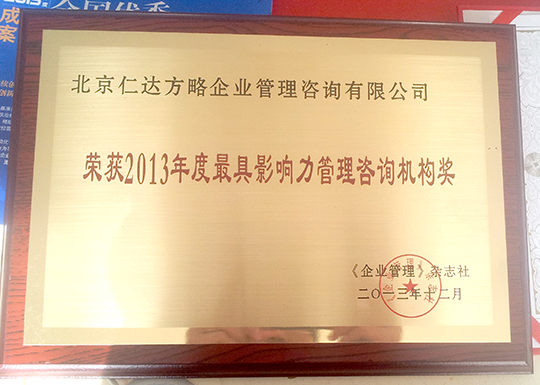 北京仁达方略企业管理咨询有限公司
荣获2013年度最具影响力管理咨询机构奖
《企业管理》杂志社
二〇一三年十二月
成案